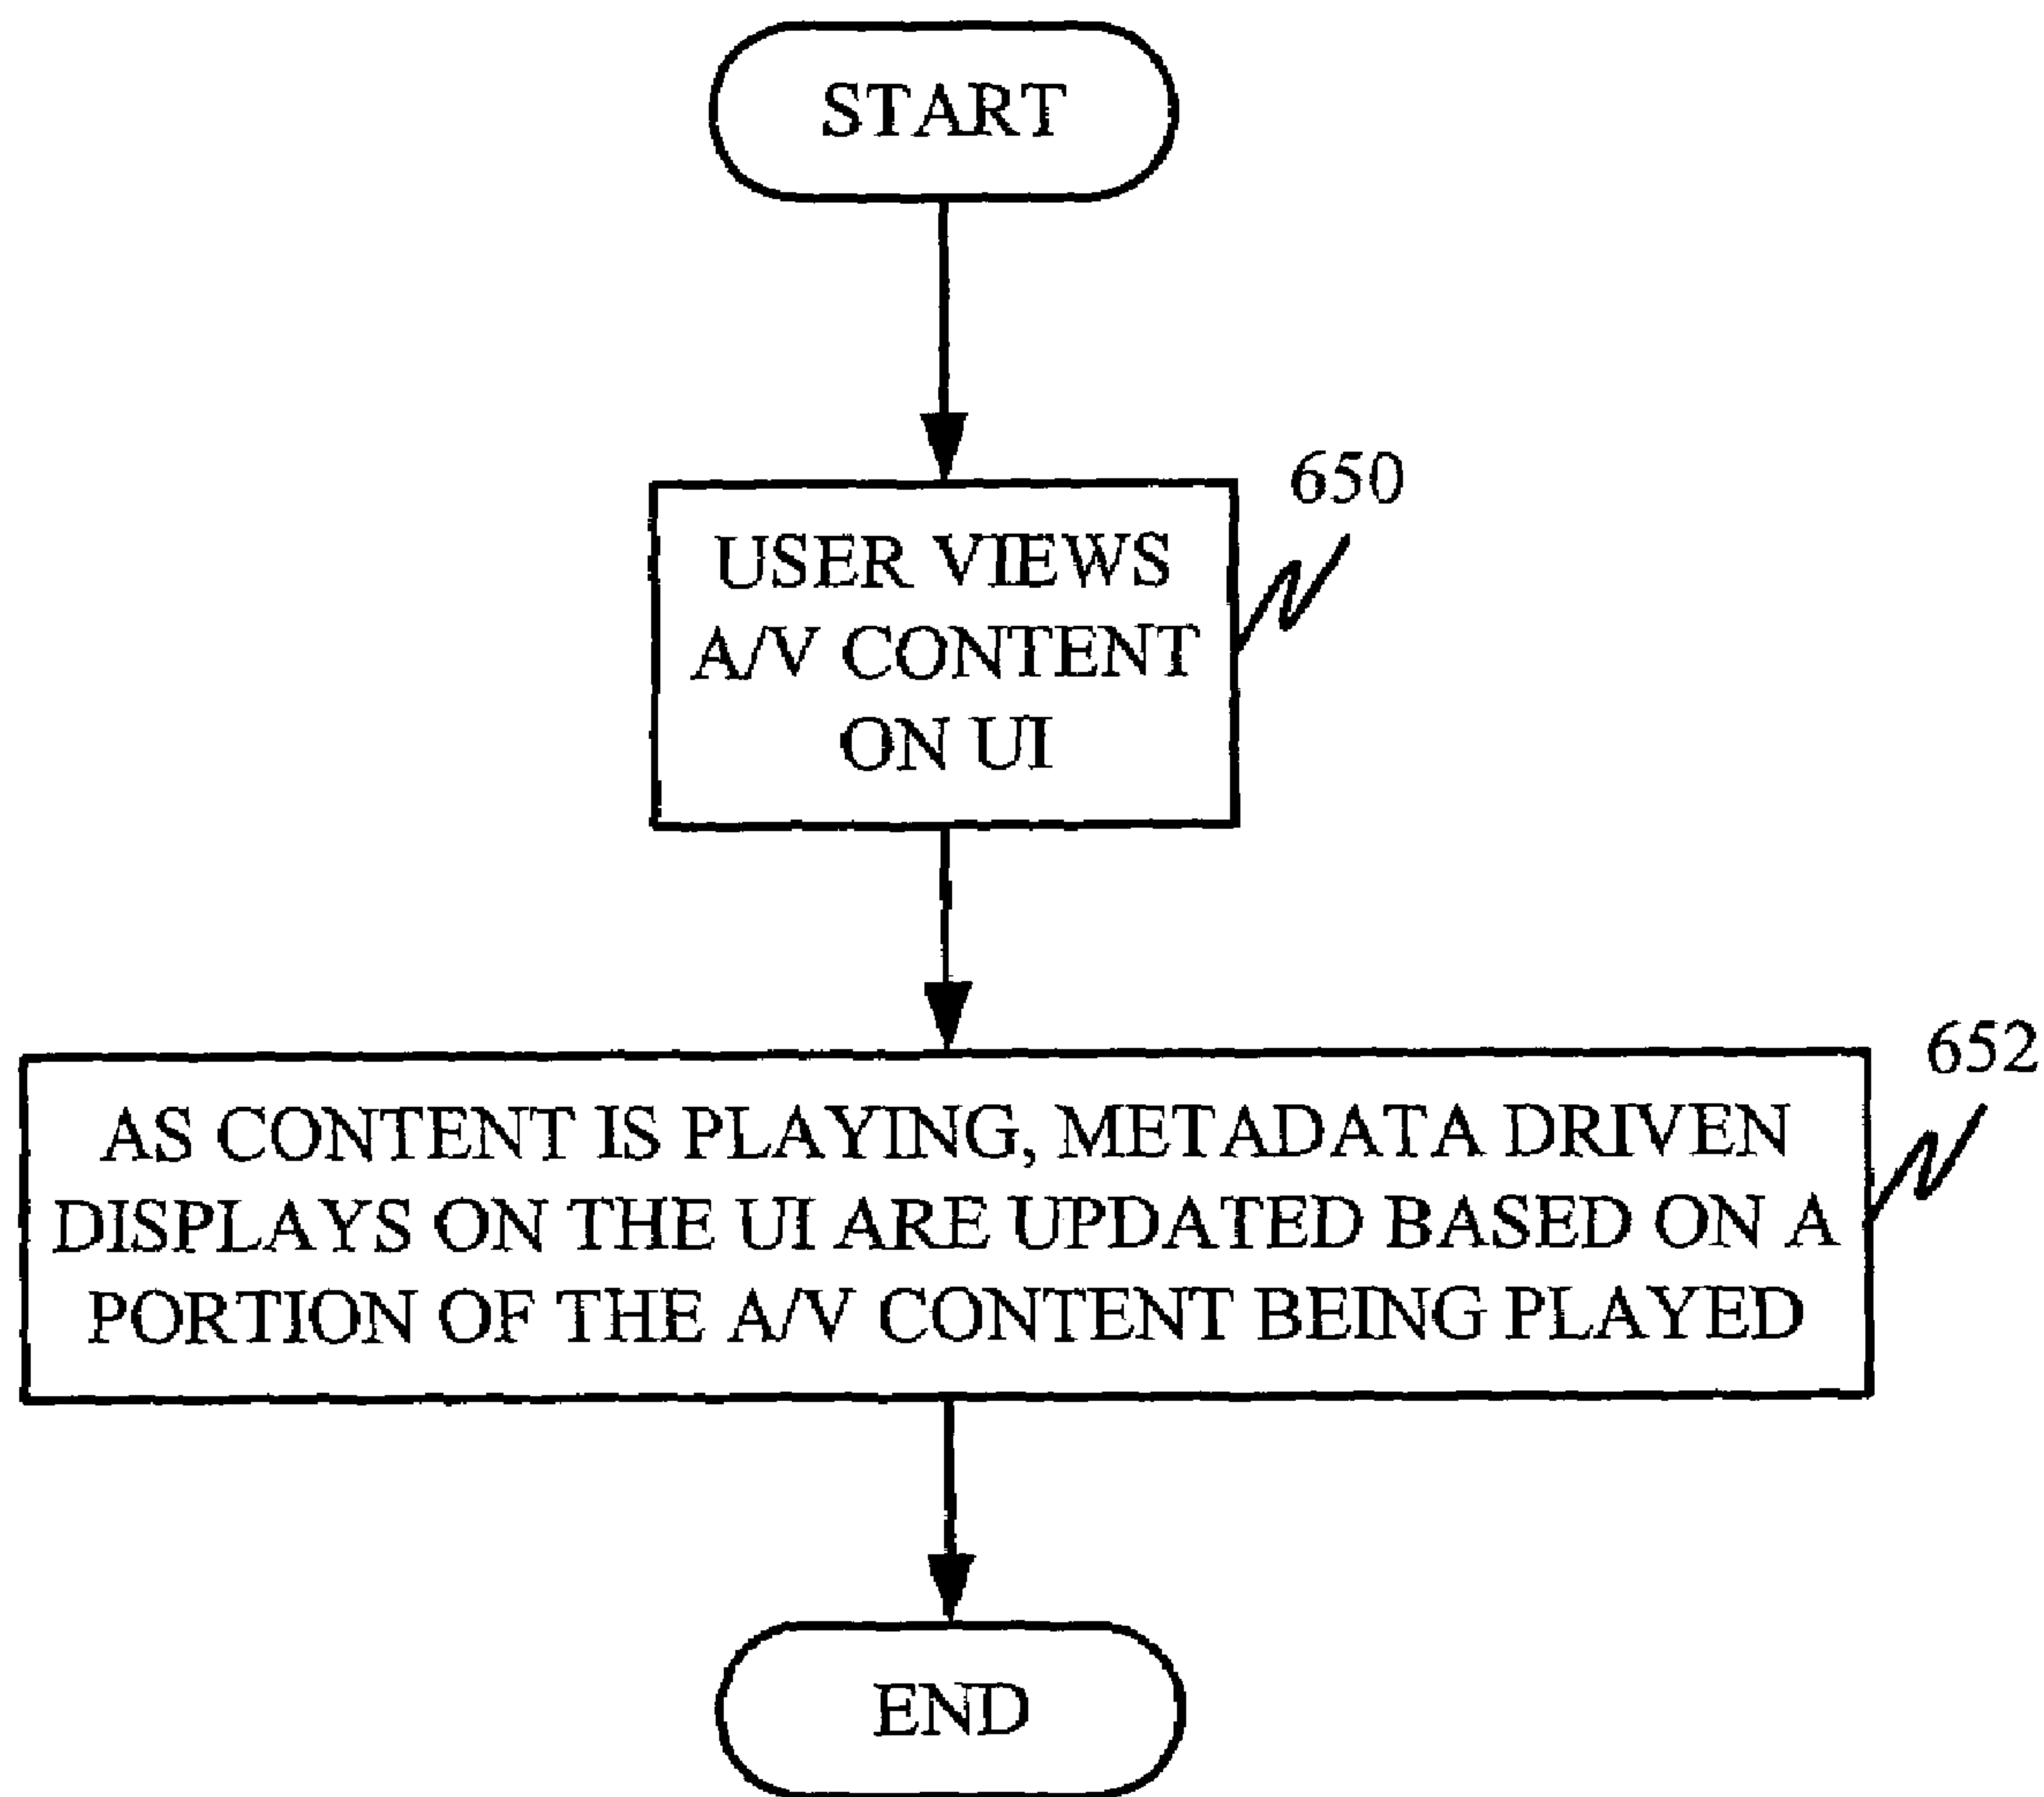 START
650
USER VIEWS
A/V CONTENT
ON UI
652
AS CONTENT IS PLAYING, METADATA DRIVEN
DISPLAYS ON THE UI ARE UPDATED BASED ON A
PORTION OF THE A/V CONTENT BEING PLAYED
END